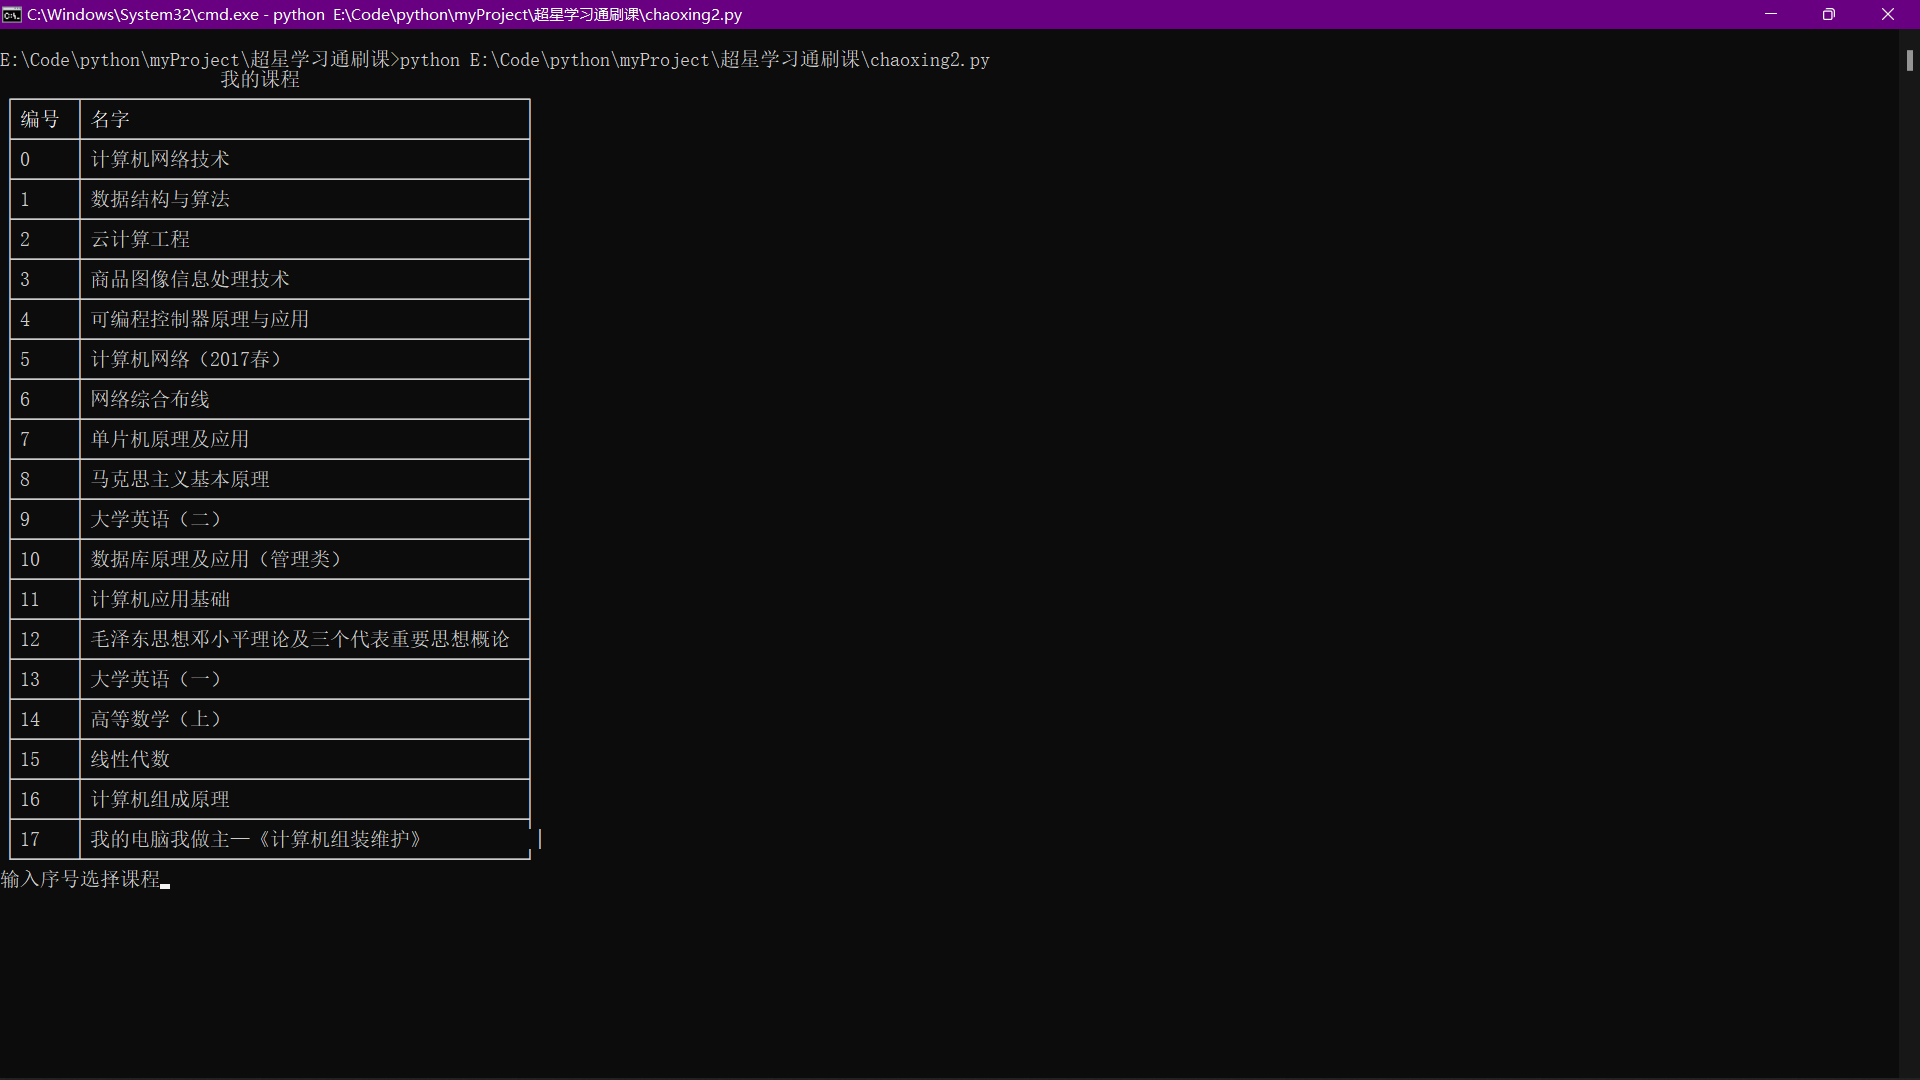 C:\Windows\System32\cmd.exe - python  E:\Code\python\myProject\超星学习通刷课\chaoxing2.py
E:\Code\python\myProject\超星学习通刷课>python E:\Code\python\myProject\超星学习通刷课\chaoxing2.py
我的课程
编号 名字
0 计算机网络技术
1 数据结构与算法
2 云计算工程
3 商品图像信息处理技术
4 可编程控制器原理与应用
5 计算机网络（2017春）
6 网络综合布线
7 单片机原理及应用
8 马克思主义基本原理
9 大学英语（二）
10 数据库原理及应用（管理类）
11 计算机应用基础
12 毛泽东思想邓小平理论及三个代表重要思想概论
13 大学英语（一）
14 高等数学（上）
15 线性代数
16 计算机组成原理
17 我的电脑我做主—《计算机组装维护》
输入序号选择课程